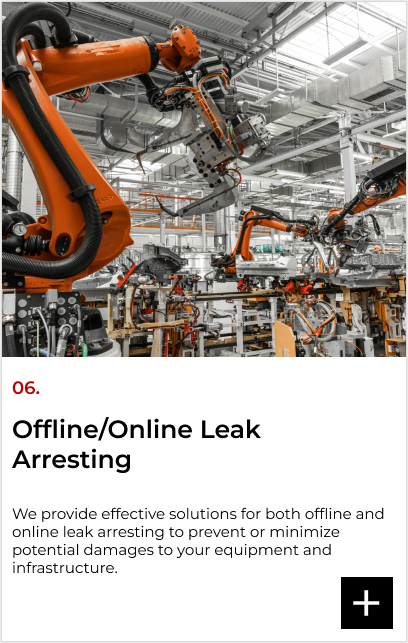 06.
Offline/Online Leak
Arresting
We provide effective solutions for both offline and
online leak arresting to prevent or minimize
potential damages to your equipment and
infrastructure.